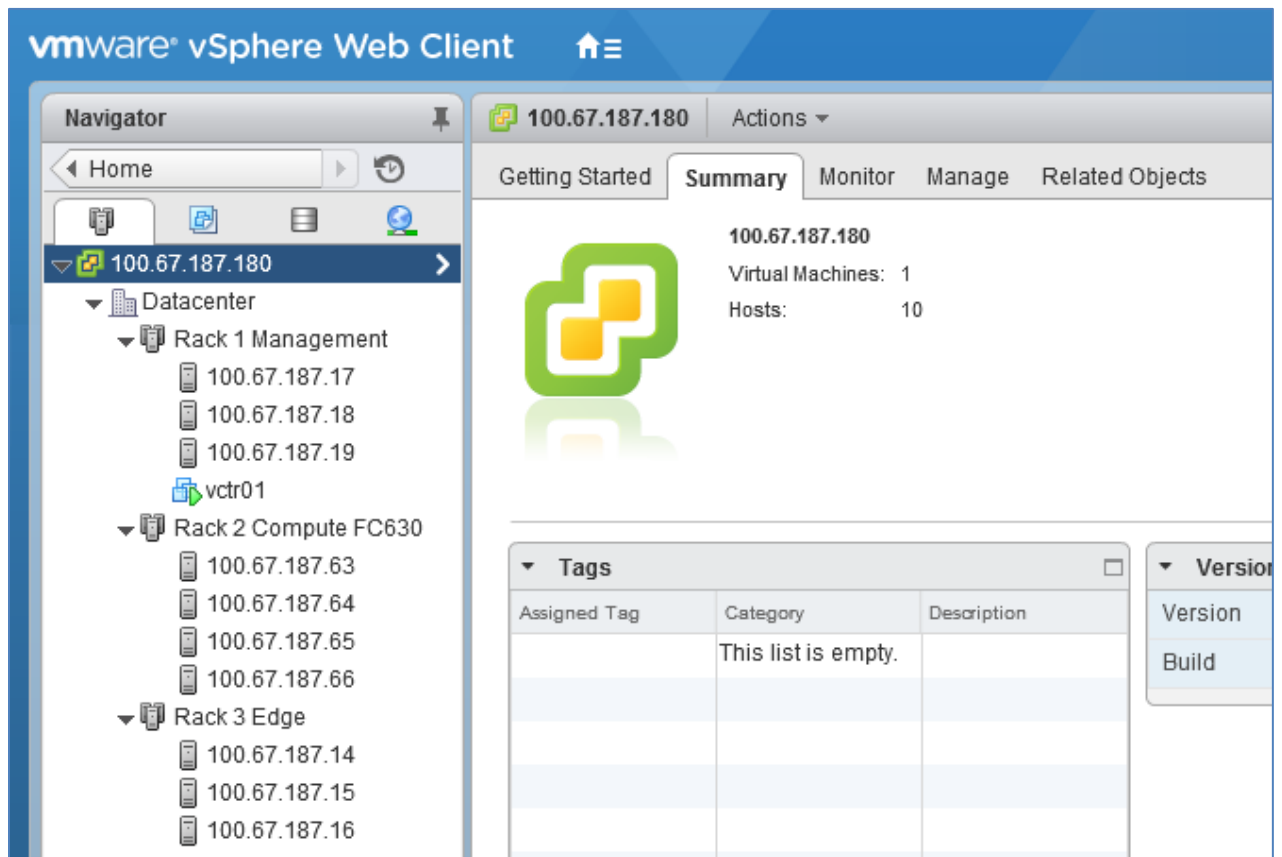 vmware® vSphere Web Client
Navigator
Home
100.67.187.180
Datacenter
Rack 1 Management
100.67.187.17
100.67.187.18
100.67.187.19
vctr01
Rack 2 Compute FC630
100.67.187.63
100.67.187.64
100.67.187.65
100.67.187.66
Rack 3 Edge
100.67.187.14
100.67.187.15
100.67.187.16
100.67.187.180 Actions
Getting Started Summary Monitor Manage Related Objects
100.67.187.180
Virtual Machines: 1
Hosts: 10
Tags
Assigned Tag Category Description
This list is empty.
Version
Version
Build